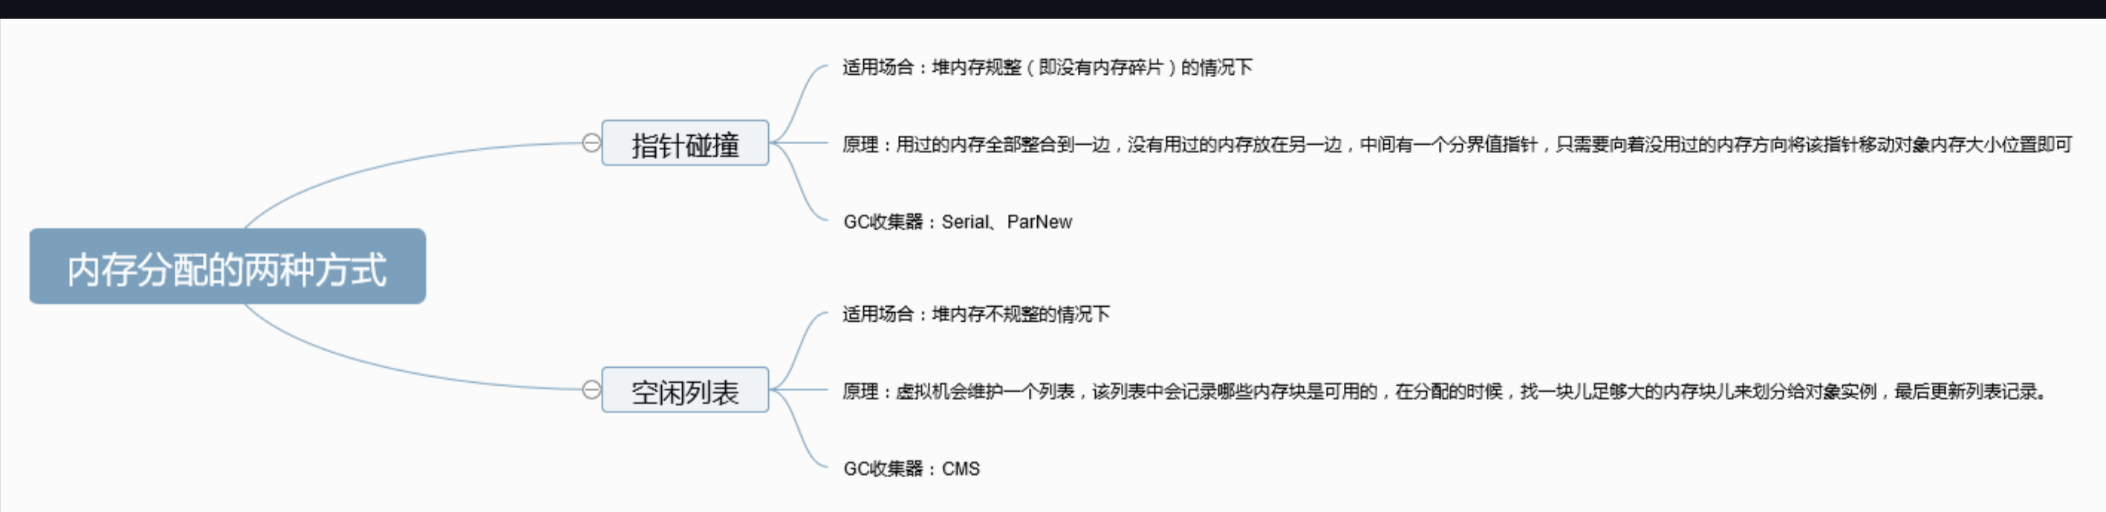 适用场合：堆内存规整（即没有内存碎片）的情况下
指针碰撞
原理：用过的内存全部整合到一边，没有用过的内存放在另一边，中间有一个分界值指针，只需要向着没用过的内存方向将该指针移动对象内存大小位置即可
GC收集器：Serial、ParNew
内存分配的两种方式
适用场合：堆内存不规整的情况下
空闲列表
原理：虚拟机会维护一个列表，该列表中会记录哪些内存块是可用的，在分配的时候，找一块儿足够大的内存块儿来划分给对象实例，最后更新列表记录。
GC收集器：CMS